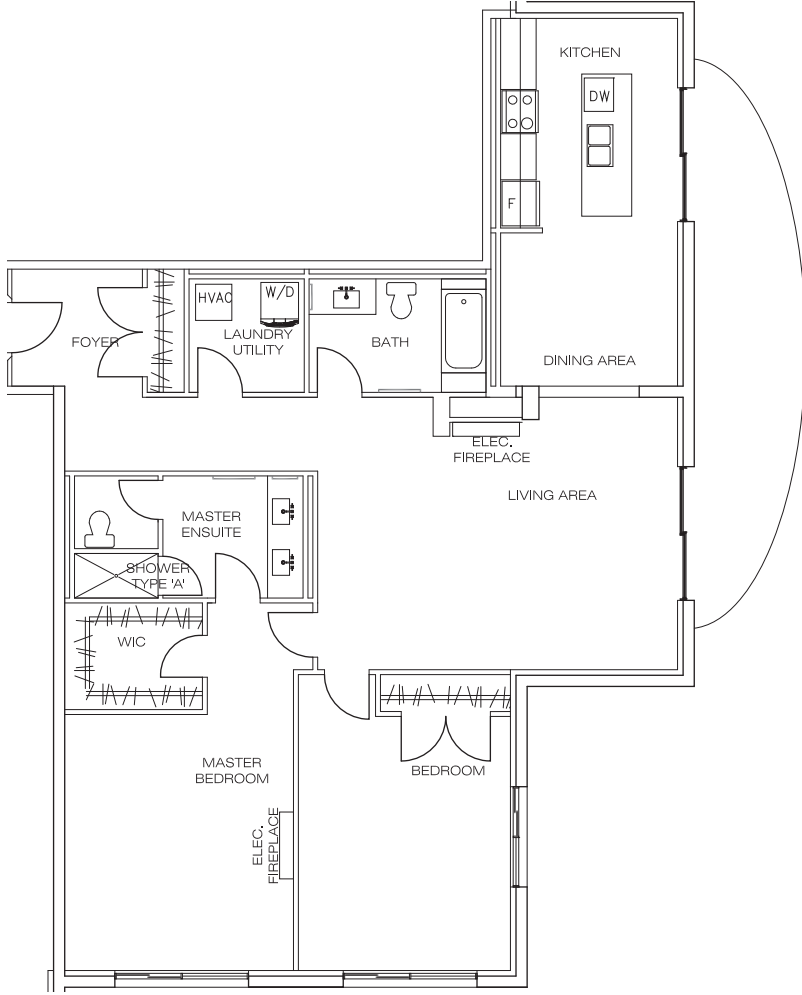 KITCHEN
DW
F
HVAC
W/D
FOYER
LAUNDRY
UTILITY
BATH
DINING AREA
ELEC.
FIREPLACE
LIVING AREA
MASTER
ENSUITE
SHOWER
TYPE 'A'
WIC
MASTER
BEDROOM
BEDROOM
ELEC.
FIREPLACE